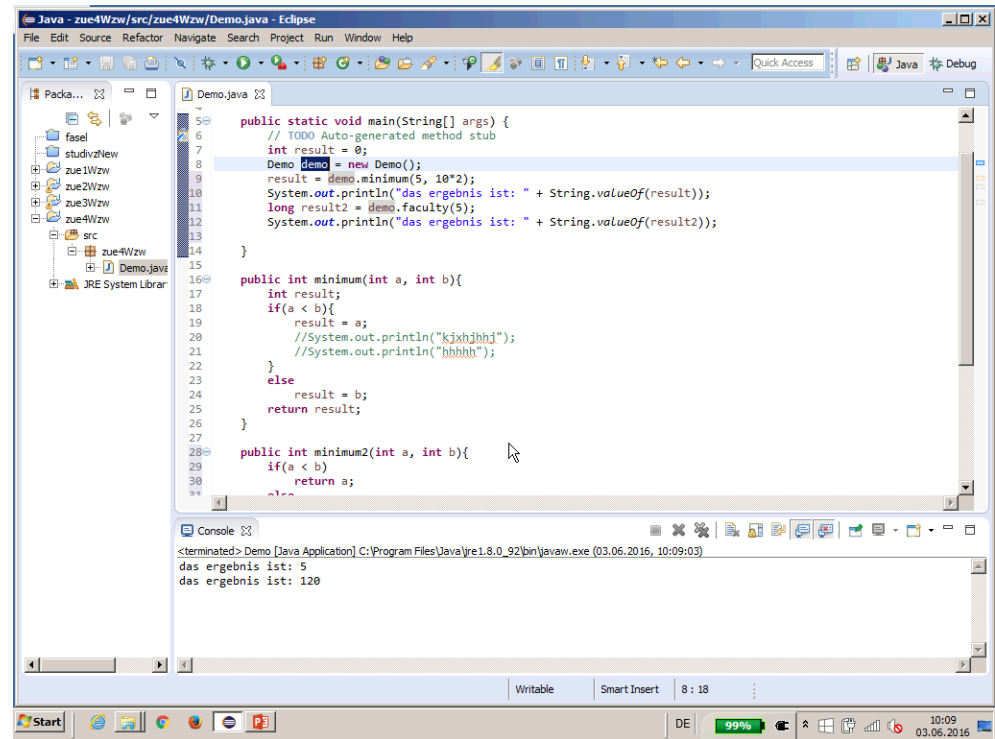 Java - zue4Wzw/src/zue4Wzw/Demo.java - Eclipse
File Edit Source Refactor Navigate Search Project Run Window Help
Quick Access Java Debug
Packa...
fasel
studivzNew
zue1Wzw
zue2Wzw
zue3Wzw
zue4Wzw
src
zue4Wzw
Demo.java
JRE System Librar
Demo.java
5 public static void main(String[] args) {
6 // TODO Auto-generated method stub
7 int result = 0;
8 Demo demo = new Demo();
9 result = demo.minimum(5, 10*2);
10 System.out.println("das ergebnis ist: " + String.valueOf(result));
11 long result2 = demo.faculty(5);
12 System.out.println("das ergebnis ist: " + String.valueOf(result2));
13
14 }
15
16 public int minimum(int a, int b){
17 int result;
18 if(a < b){
19 result = a;
20 //System.out.println("kjxhjhhj");
21 //System.out.println("hhhhh");
22 }
23 else
24 result = b;
25 return result;
26 }
27
28 public int minimum2(int a, int b){
29 if(a < b)
30 return a;
31 else
Console
<terminated> Demo [Java Application] C:\Program Files\Java\jre1.8.0_92\bin\javaw.exe (03.06.2016, 10:09:03)
das ergebnis ist: 5
das ergebnis ist: 120
Writable Smart Insert 8 : 18
Start DE 99% 10:09
03.06.2016